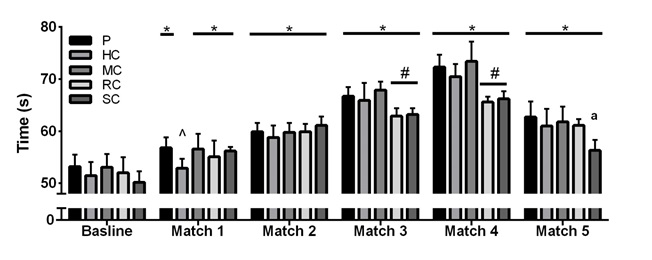 80
* * * * * *
P
HC
MC
RC
SC
# #
70
Time (s)
^
60
a
50
0
Basline Match 1 Match 2 Match 3 Match 4 Match 5